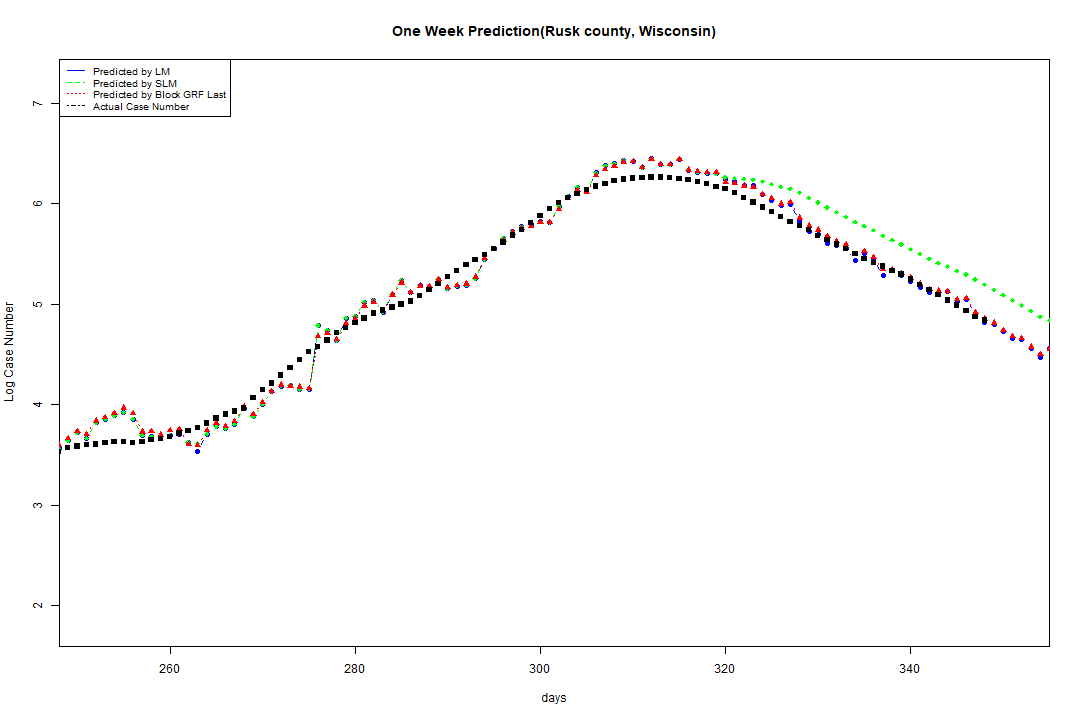 One Week Prediction(Rusk county, Wisconsin)
Predicted by LM
Predicted by SLM
Predicted by Block GRF Last
Actual Case Number
Log Case Number
7
6
5
4
3
2
260 280 300 320 340
days